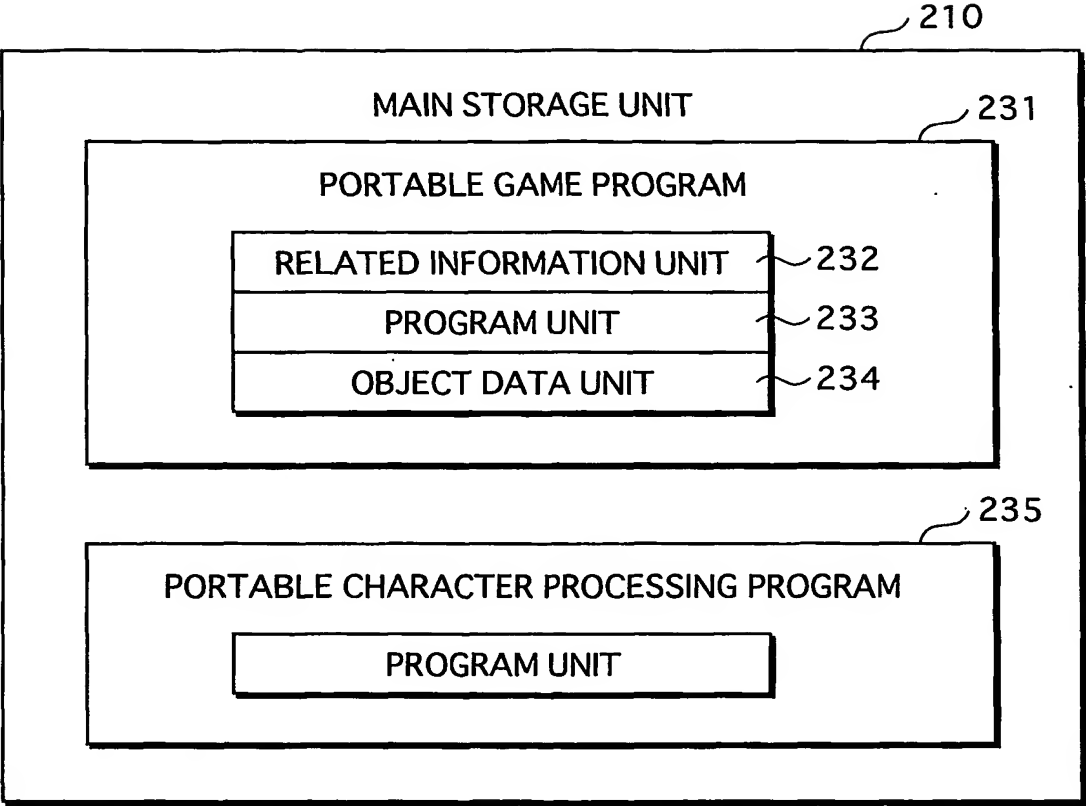 210
MAIN STORAGE UNIT
231
PORTABLE GAME PROGRAM
RELATED INFORMATION UNIT 232
PROGRAM UNIT 233
OBJECT DATA UNIT 234
235
PORTABLE CHARACTER PROCESSING PROGRAM
PROGRAM UNIT